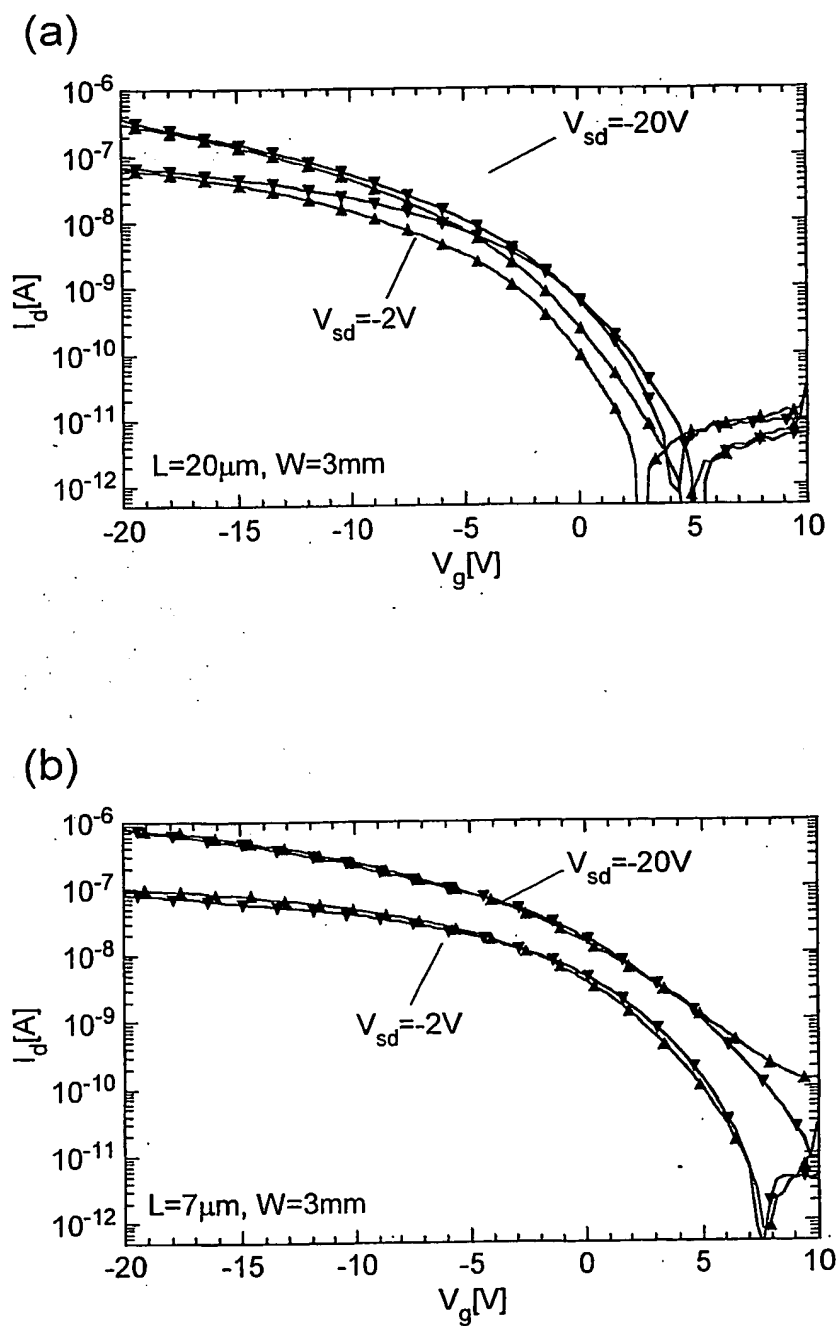 (a)
10^-6
10^-7
10^-8
10^-9
10^-10
10^-11
10^-12
I_d[A]
V_sd=-20V
V_sd=-2V
L=20μm, W=3mm
-20 -15 -10 -5 0 5 10
V_g[V]
(b)
10^-6
10^-7
10^-8
10^-9
10^-10
10^-11
10^-12
I_d[A]
V_sd=-20V
V_sd=-2V
L=7μm, W=3mm
-20 -15 -10 -5 0 5 10
V_g[V]